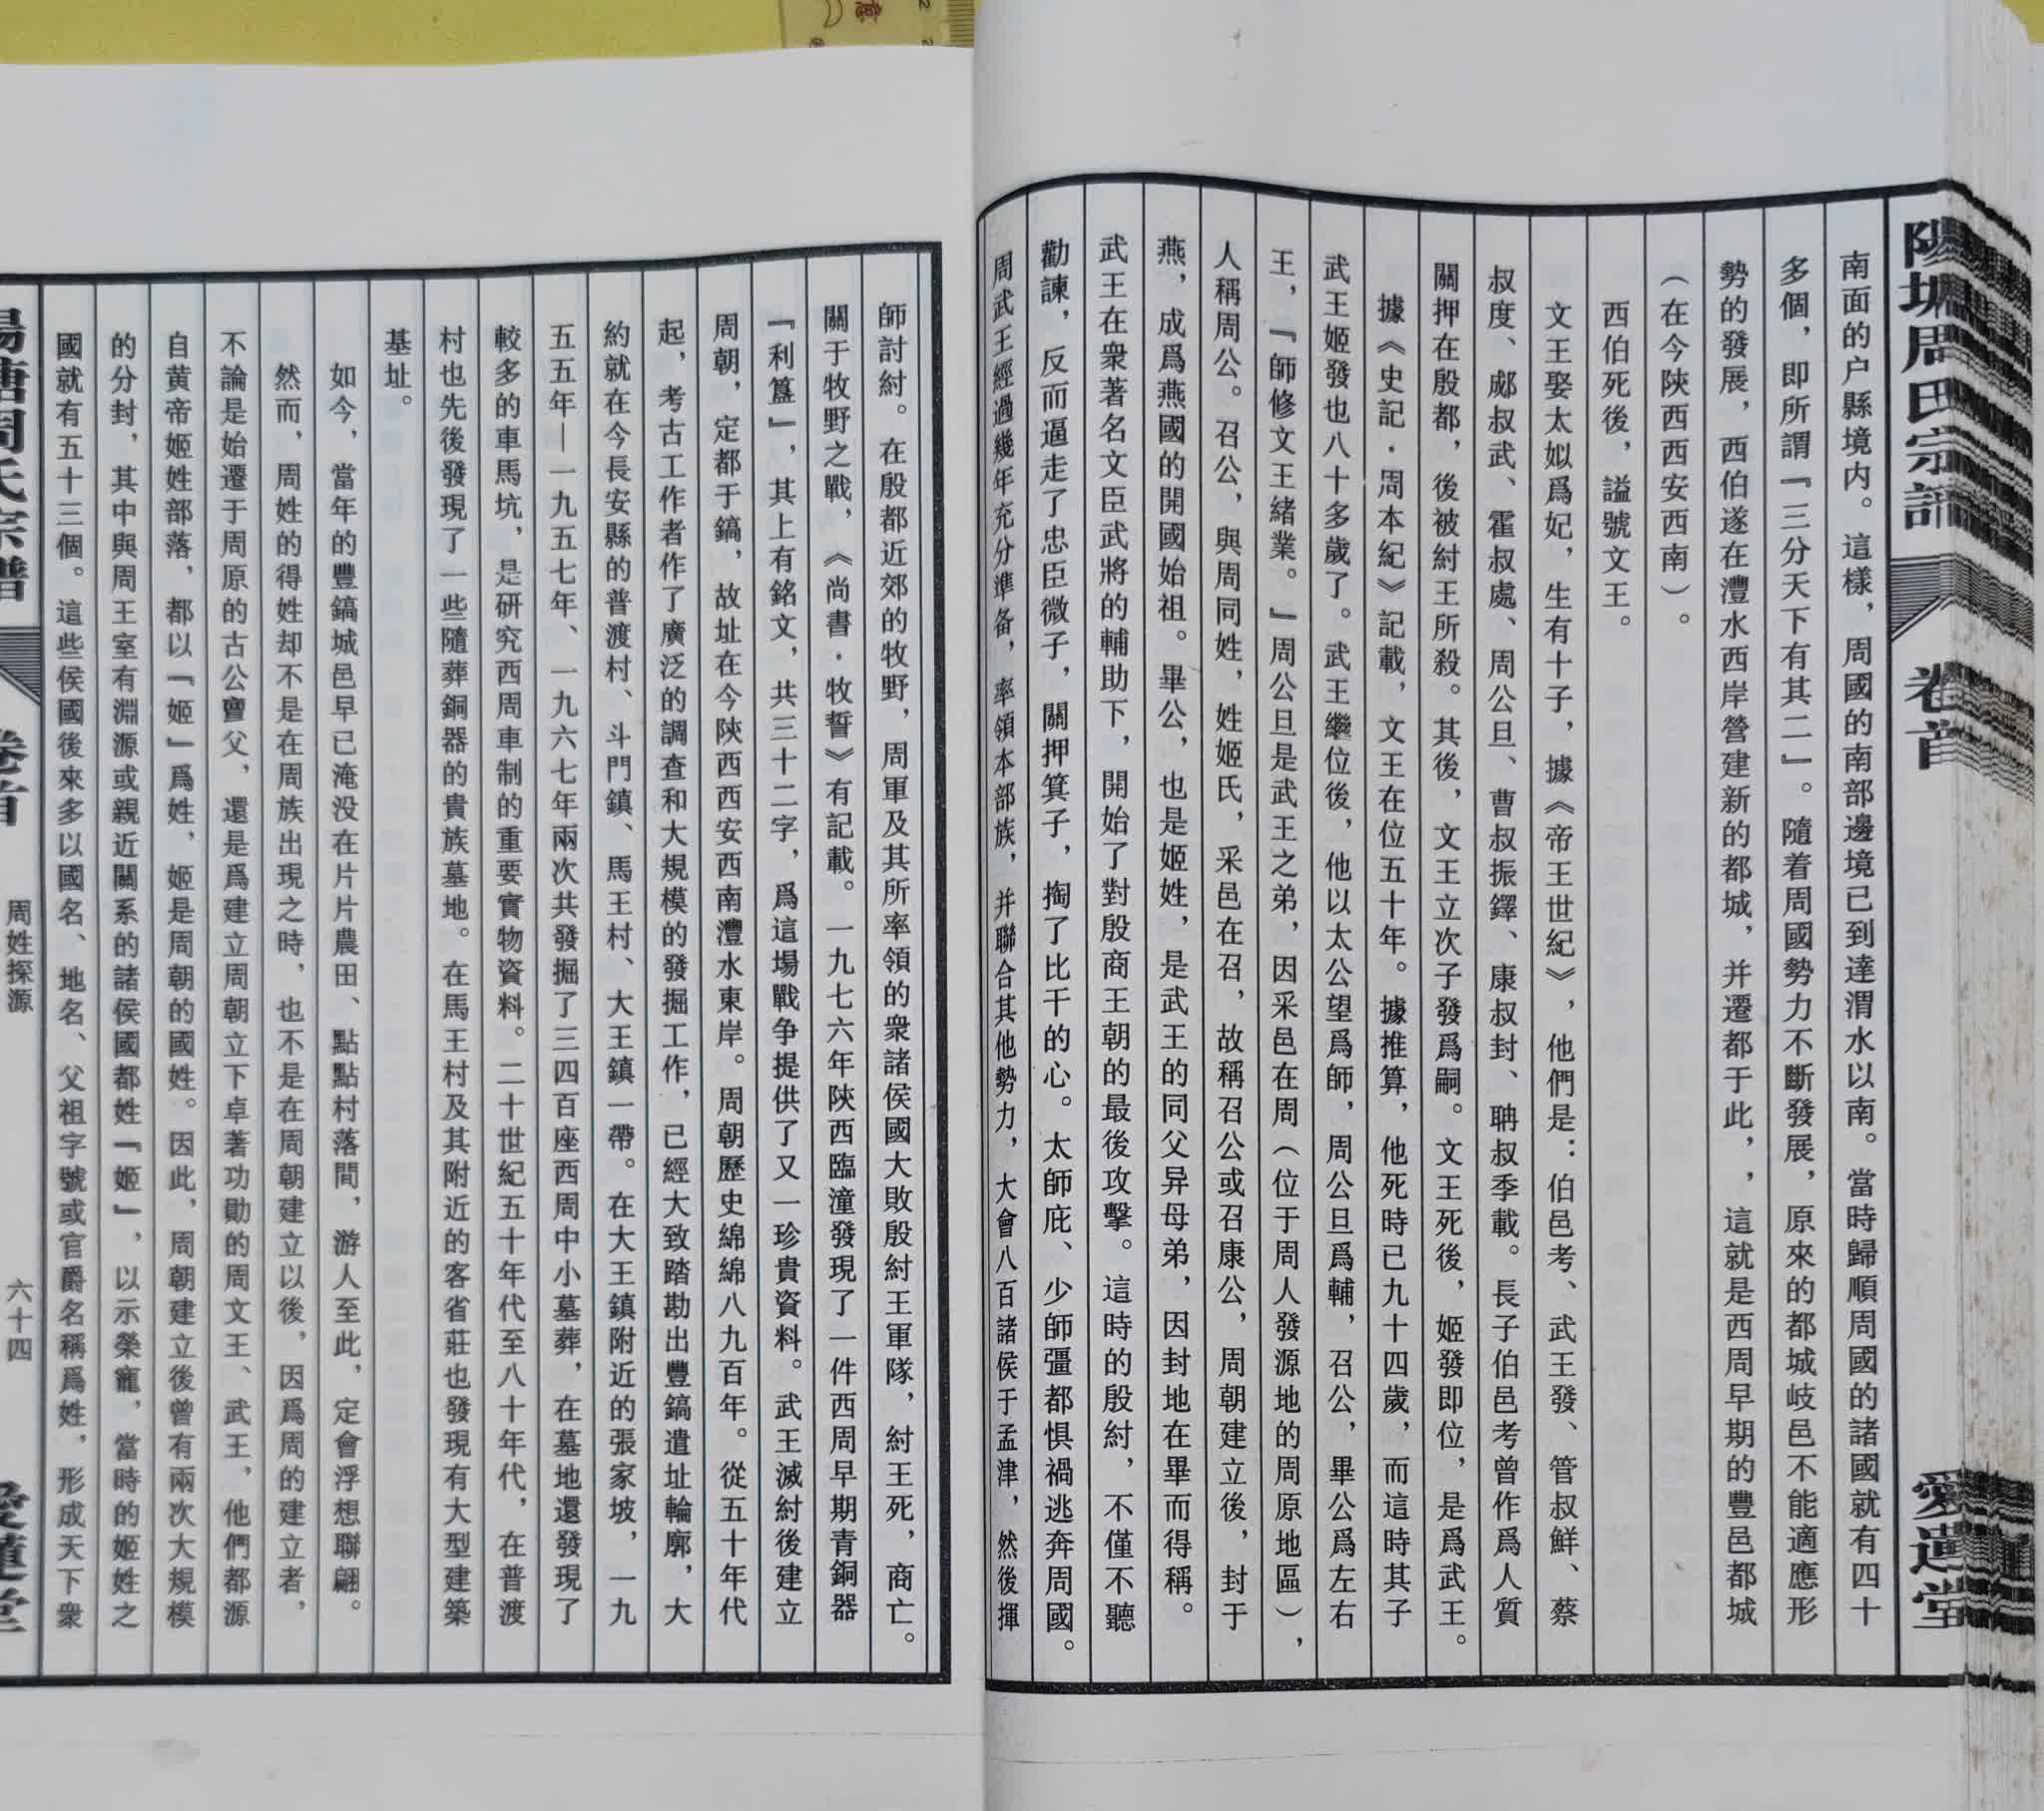 陽塘周氏宗譜
卷首
愛蓮堂
南面的户縣境内。這樣，周國的南部邊境已到達渭水以南。當時歸順周國的諸國就有四十
多個，即所謂『三分天下有其二』。隨着周國勢力不斷發展，原來的都城岐邑不能適應形
勢的發展，西伯遂在灃水西岸營建新的都城，并遷都于此，，這就是西周早期的豐邑都城
（在今陝西西安西南）。
西伯死後，謚號文王。
文王娶太姒爲妃，生有十子，據《帝王世紀》，他們是：伯邑考、武王發、管叔鮮、蔡
叔度、郕叔武、霍叔處、周公旦、曹叔振鐸、康叔封、聃叔季載。長子伯邑考曾作爲人質
關押在殷都，後被紂王所殺。其後，文王立次子發爲嗣。文王死後，姬發即位，是爲武王。
據《史記·周本紀》記載，文王在位五十年。據推算，他死時已九十四歲，而這時其子
武王姬發也八十多歲了。武王繼位後，他以太公望爲師，周公旦爲輔，召公，畢公爲左右
王，『師修文王緒業。』周公旦是武王之弟，因采邑在周（位于周人發源地的周原地區），
人稱周公。召公，與周同姓，姓姬氏，采邑在召，故稱召公或召康公，周朝建立後，封于
燕，成爲燕國的開國始祖。畢公，也是姬姓，是武王的同父异母弟，因封地在畢而得稱。
武王在衆著名文臣武將的輔助下，開始了對殷商王朝的最後攻擊。這時的殷紂，不僅不聽
勸諫，反而逼走了忠臣微子，關押箕子，掏了比干的心。太師庇、少師彊都惧禍逃奔周國。
周武王經過幾年充分準备，率領本部族，并聯合其他勢力，大會八百諸侯于孟津，然後揮
師討紂。在殷都近郊的牧野，周軍及其所率領的衆諸侯國大敗殷紂王軍隊，紂王死，商亡。
關于牧野之戰，《尚書·牧誓》有記載。一九七六年陝西臨潼發現了一件西周早期青銅器
『利簋』，其上有銘文，共三十二字，爲這場戰争提供了又一珍貴資料。武王滅紂後建立
周朝，定都于鎬，故址在今陝西西安西南灃水東岸。周朝歷史綿綿八九百年。從五十年代
起，考古工作者作了廣泛的調査和大規模的發掘工作，已經大致踏勘出豐鎬遺址輪廓，大
約就在今長安縣的普渡村、斗門鎮、馬王村、大王鎮一帶。在大王鎮附近的張家坡，一九
五五年—一九五七年、一九六七年兩次共發掘了三四百座西周中小墓葬，在墓地還發現了
較多的車馬坑，是研究西周車制的重要實物資料。二十世紀五十年代至八十年代，在普渡
村也先後發現了一些隨葬銅器的貴族墓地。在馬王村及其附近的客省莊也發現有大型建築
基址。
如今，當年的豐鎬城邑早已淹没在片片農田、點點村落間，游人至此，定會浮想聯翩。
然而，周姓的得姓却不是在周族出現之時，也不是在周朝建立以後，因爲周的建立者，
不論是始遷于周原的古公亶父，還是爲建立周朝立下卓著功勛的周文王、武王，他們都源
自黄帝姬姓部落，都以『姬』爲姓，姬是周朝的國姓。因此，周朝建立後曾有兩次大規模
的分封，其中與周王室有淵源或親近關系的諸侯國都姓『姬』，以示榮寵，當時的姬姓之
國就有五十三個。這些侯國後來多以國名、地名、父祖字號或官爵名稱爲姓，形成天下衆
周姓探源
六十四